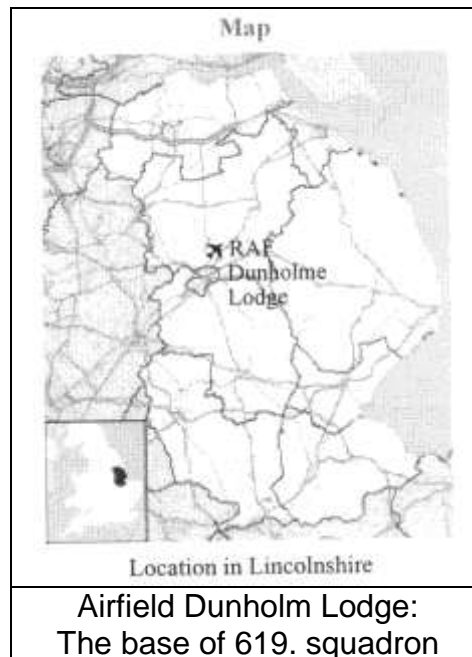 Map
RAF
Dunholme
Lodge
Location in Lincolnshire
Airfield Dunholm Lodge:
The base of 619. squadron